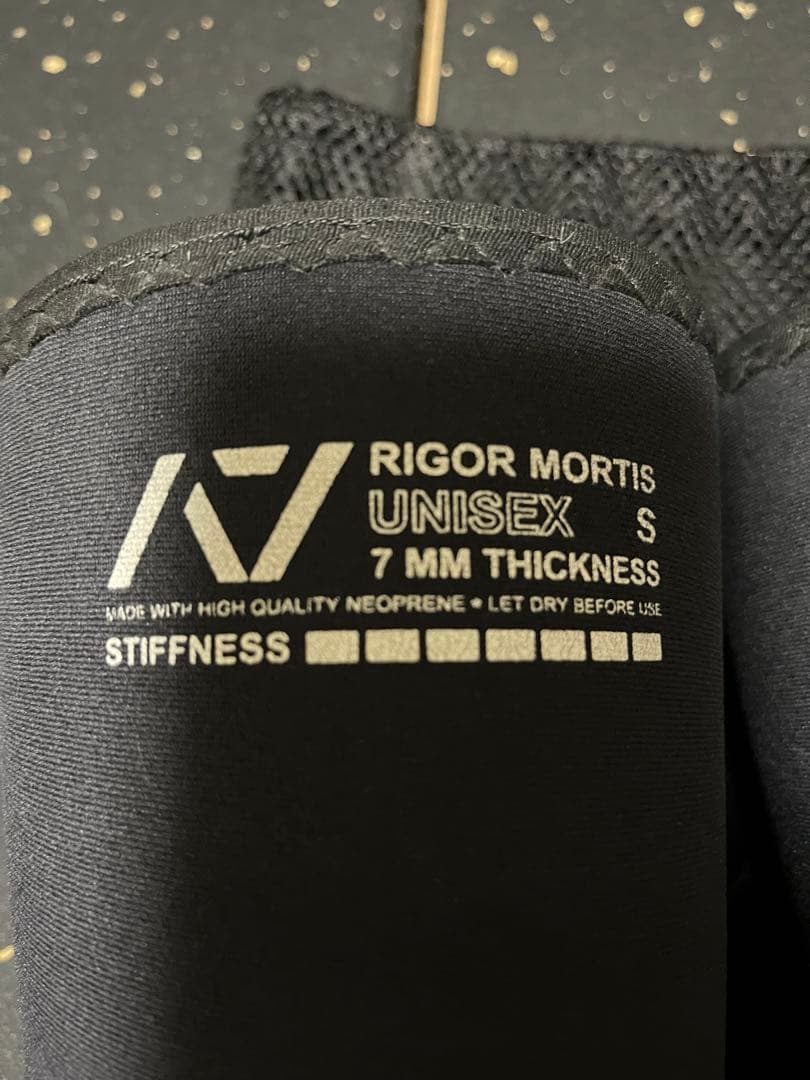 RIGOR MORTIS
UNISEX S
7 MM THICKNESS
MADE WITH HIGH QUALITY NEOPRENE • LET DRY BEFORE USE
STIFFNESS